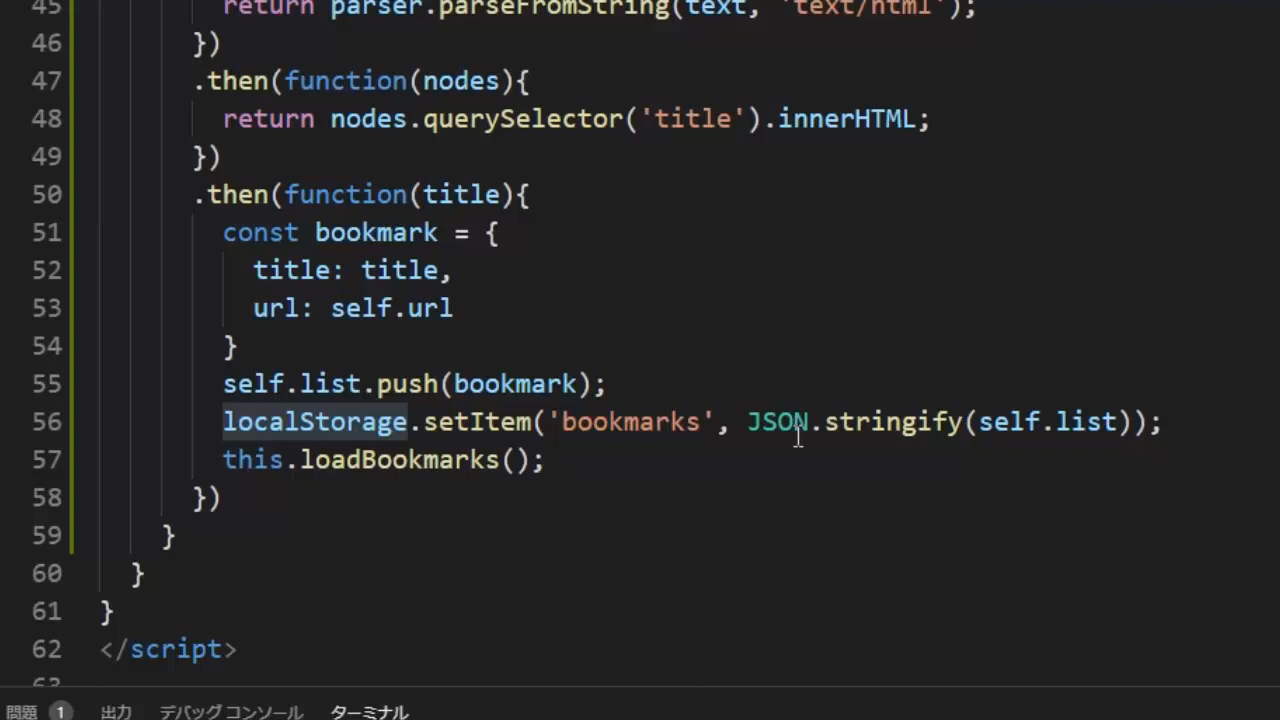 45 return parser.parseFromString(text, 'text/html');
46 })
47 .then(function(nodes){
48 return nodes.querySelector('title').innerHTML;
49 })
50 .then(function(title){
51 const bookmark = {
52 title: title,
53 url: self.url
54 }
55 self.list.push(bookmark);
56 localStorage.setItem('bookmarks', JSON.stringify(self.list));
57 this.loadBookmarks();
58 })
59 }
60 }
61 }
62 </script>
63
問題 1 出力 デバッグ コンソール ターミナル